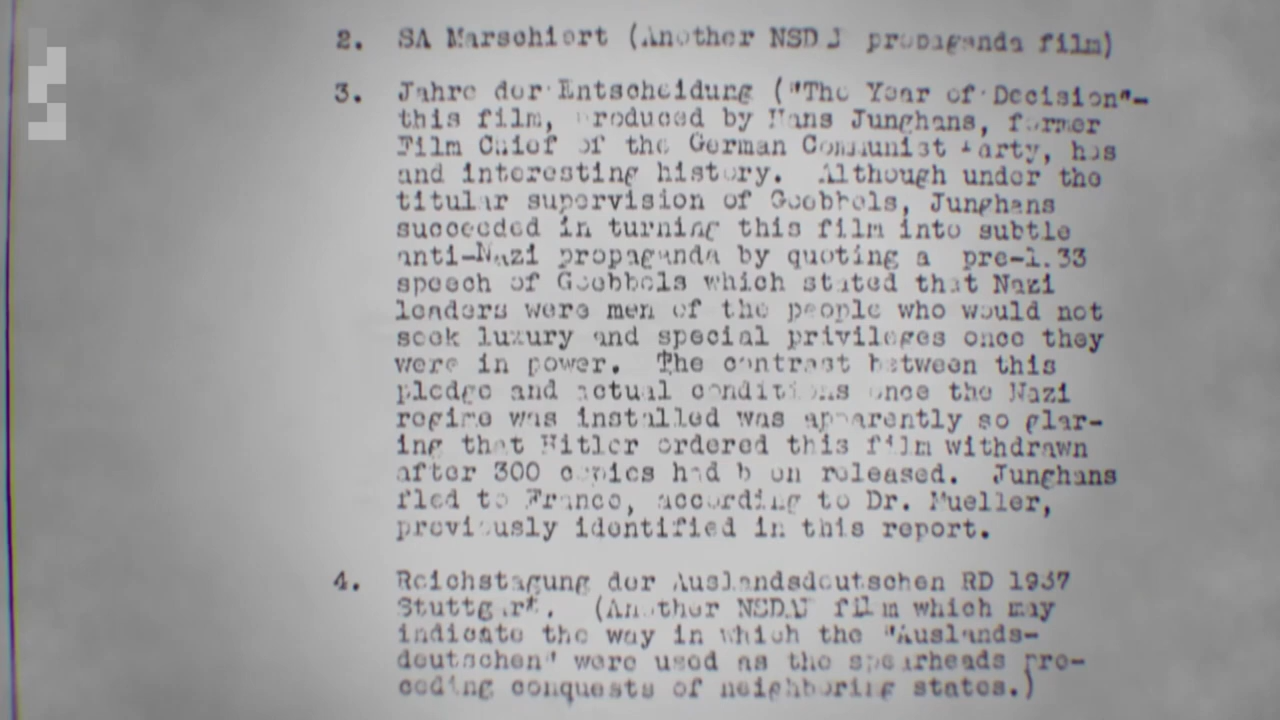 2. SA Marschiert (Another NSDAP propaganda film)
3. Jahre der Entscheidung ("The Year of Decision"-
this film, produced by Hans Junghans, former
Film Chief of the German Communist Party, has
and interesting history. Although under the
titular supervision of Goebbels, Junghans
succeeded in turning this film into subtle
anti-Nazi propaganda by quoting a pre-1933
speech of Goebbels which stated that Nazi
leaders were men of the people who would not
seek luxury and special privileges once they
were in power. The contrast between this
pledge and actual conditions once the Nazi
regime was installed was apparently so glar-
ing that Hitler ordered this film withdrawn
after 300 copies had been released. Junghans
fled to France, according to Dr. Mueller,
previously identified in this report.
4. Reichstagung der Auslandsdeutschen RD 1937
Stuttgart. (Another NSDAP film which may
indicate the way in which the "Auslands-
deutschen" were used as the spearheads pre-
ceding conquests of neighboring states.)